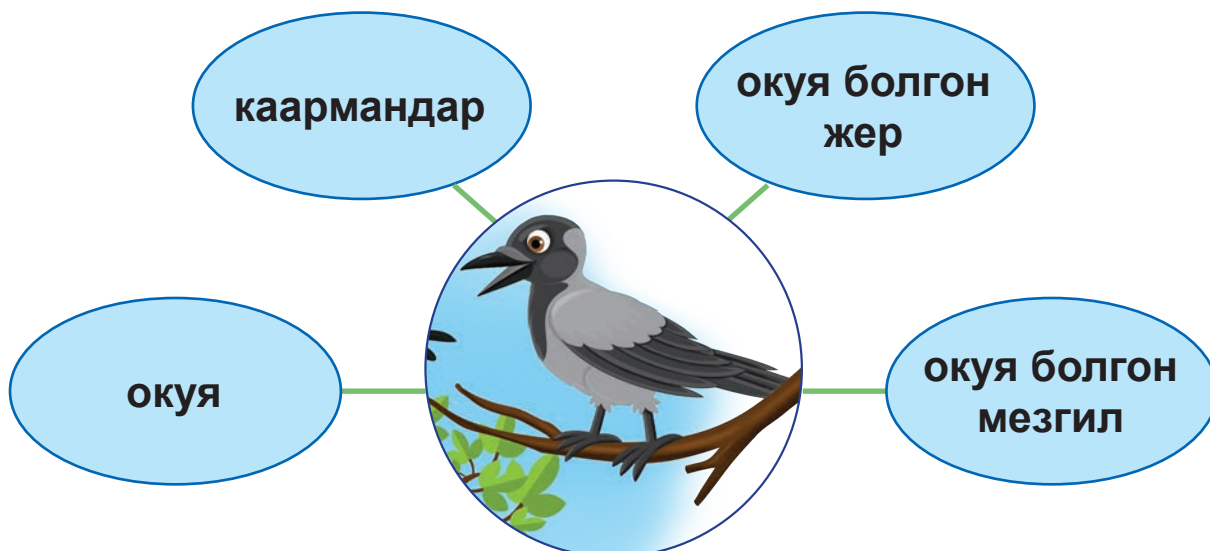 каармандар
окуя болгон
жер
окуя
окуя болгон
мезгил